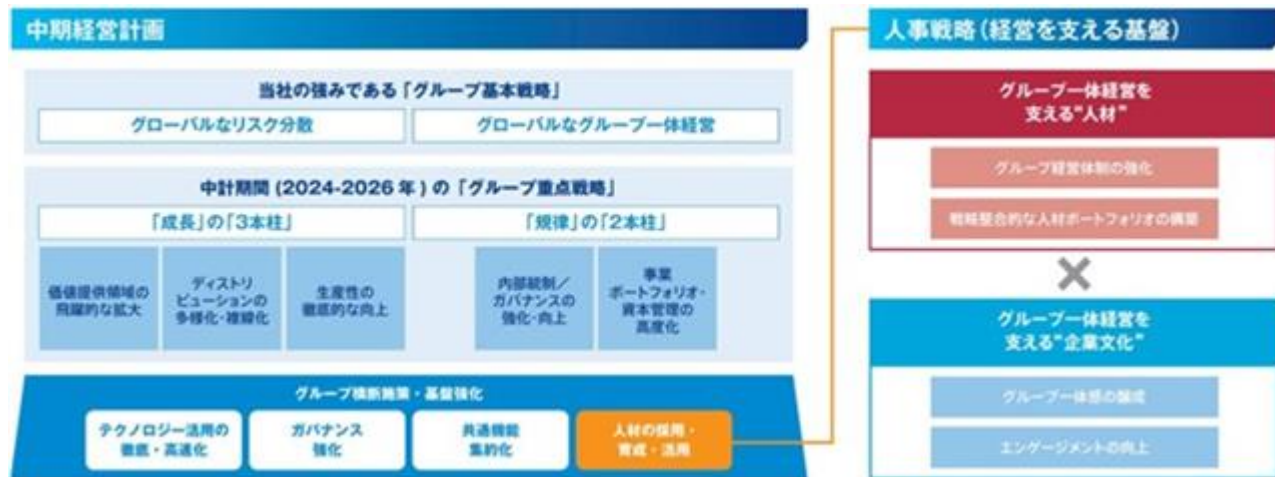 中期経営計画
当社の強みである「グループ基本戦略」
グローバルなリスク分散
グローバルなグループ一体経営
中計期間(2024-2026年)の「グループ重点戦略」
「成長」の「3本柱」
「規律」の「2本柱」
価値提供領域の
飛躍的な拡大
ディストリ
ビューションの
多様化・複線化
生産性の
徹底的な向上
内部統制／
ガバナンスの
強化・向上
事業
ポートフォリオ・
資本管理の
高度化
グループ横断施策・基盤強化
テクノロジー活用の
徹底・高速化
ガバナンス
強化
共通機能
集約化
人材の採用・
育成・活用
人事戦略（経営を支える基盤）
グループ一体経営を
支える“人材”
グループ経営体制の強化
戦略整合的な人材ポートフォリオの構築
×
グループ一体経営を
支える“企業文化”
グループ一体感の醸成
エンゲージメントの向上